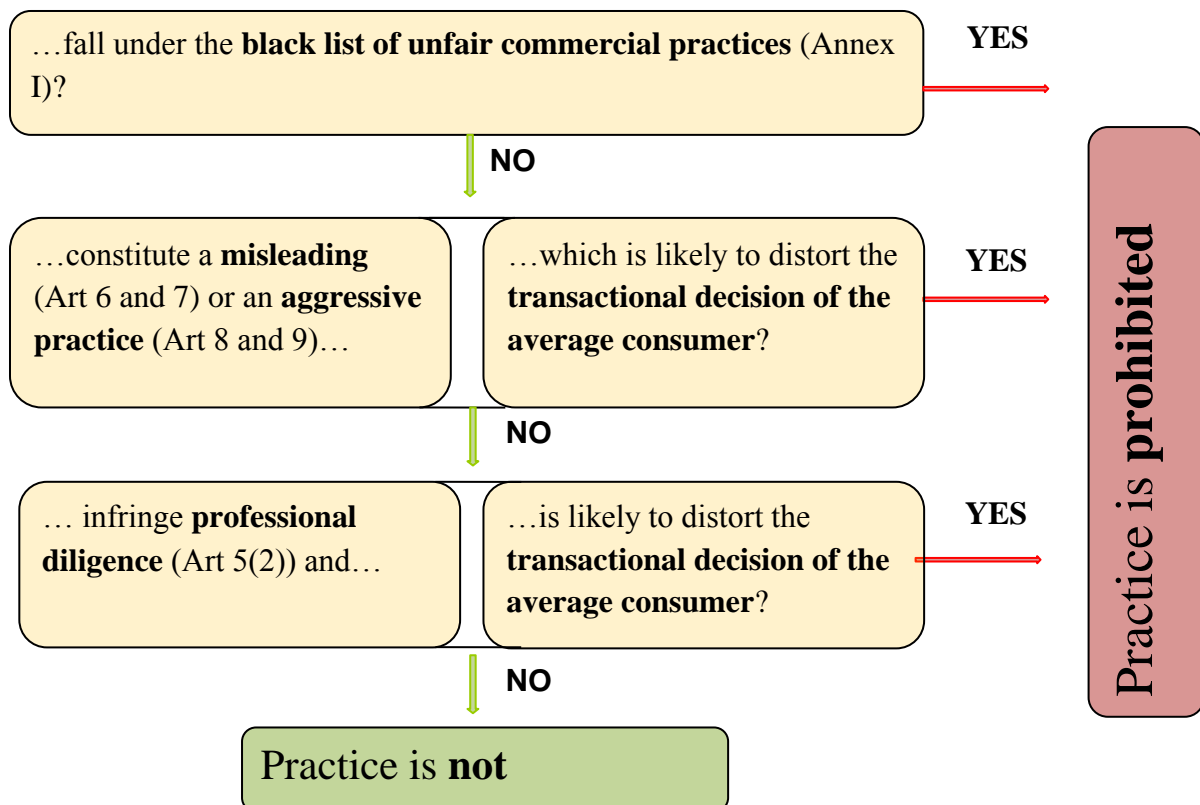 …fall under the black list of unfair commercial practices (Annex
I)?
YES
NO
…constitute a misleading
(Art 6 and 7) or an aggressive
practice (Art 8 and 9)…
…which is likely to distort the
transactional decision of the
average consumer?
YES
NO
… infringe professional
diligence (Art 5(2)) and…
…is likely to distort the
transactional decision of the
average consumer?
YES
NO
Practice is not
Practice is prohibited